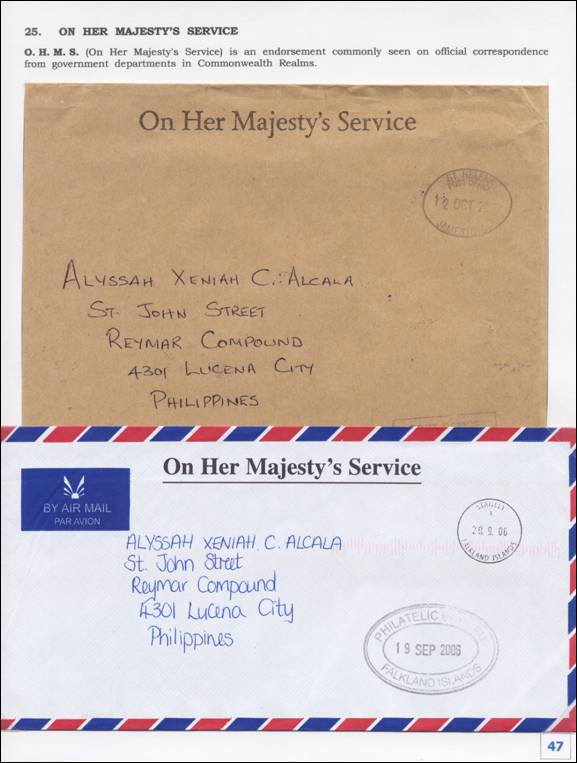 25. ON HER MAJESTY'S SERVICE
O. H. M. S. (On Her Majesty's Service) is an endorsement commonly seen on official correspondence
from government departments in Commonwealth Realms.
On Her Majesty's Service
ST. HELENA
POST OFFICE
12 OCT
JAMESTOWN
ALYSSAH XENIAH C. ALCALA
ST. JOHN STREET
REYMAR COMPOUND
4301 LUCENA CITY
PHILIPPINES
On Her Majesty's Service
BY AIR MAIL
PAR AVION
STANLEY
28 9 06
FALKLAND ISLANDS
ALYSSAH XENIAH C. ALCALA
St. John Street
Reymar Compound
4301 Lucena City
Philippines
PHILATELIC BUREAU
19 SEP 2006
FALKLAND ISLANDS
47